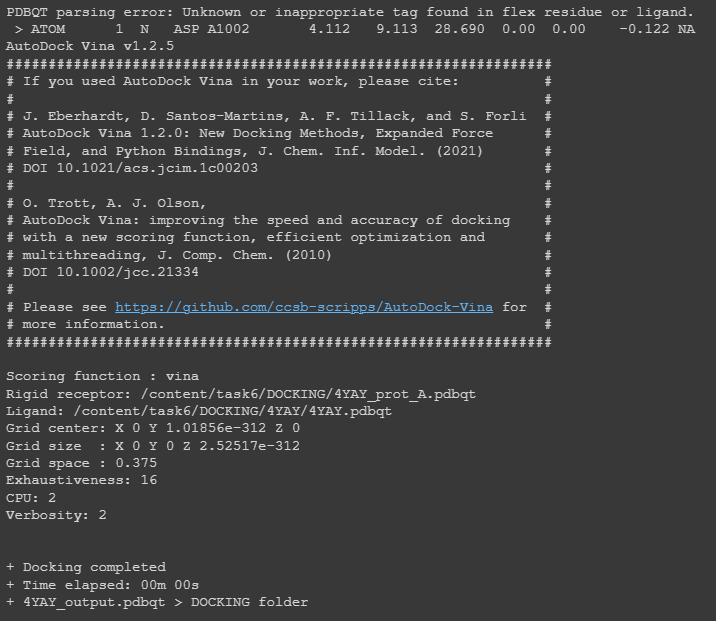 PDBQT parsing error: Unknown or inappropriate tag found in flex residue or ligand.
 > ATOM      1  N   ASP A1002       4.112   9.113  28.690  0.00  0.00    -0.122 NA
AutoDock Vina v1.2.5
#################################################################
# If you used AutoDock Vina in your work, please cite:          #
#                                                               #
# J. Eberhardt, D. Santos-Martins, A. F. Tillack, and S. Forli  #
# AutoDock Vina 1.2.0: New Docking Methods, Expanded Force      #
# Field, and Python Bindings, J. Chem. Inf. Model. (2021)       #
# DOI 10.1021/acs.jcim.1c00203                                  #
#                                                               #
# O. Trott, A. J. Olson,                                        #
# AutoDock Vina: improving the speed and accuracy of docking    #
# with a new scoring function, efficient optimization and       #
# multithreading, J. Comp. Chem. (2010)                         #
# DOI 10.1002/jcc.21334                                         #
#                                                               #
# Please see https://github.com/ccsb-scripps/AutoDock-Vina for  #
# more information.                                             #
#################################################################
Scoring function : vina
Rigid receptor: /content/task6/DOCKING/4YAY_prot_A.pdbqt
Ligand: /content/task6/DOCKING/4YAY/4YAY.pdbqt
Grid center: X 0 Y 1.01856e-312 Z 0
Grid size  : X 0 Y 0 Z 2.52517e-312
Grid space : 0.375
Exhaustiveness: 16
CPU: 2
Verbosity: 2
+ Docking completed
+ Time elapsed: 00m 00s
+ 4YAY_output.pdbqt > DOCKING folder